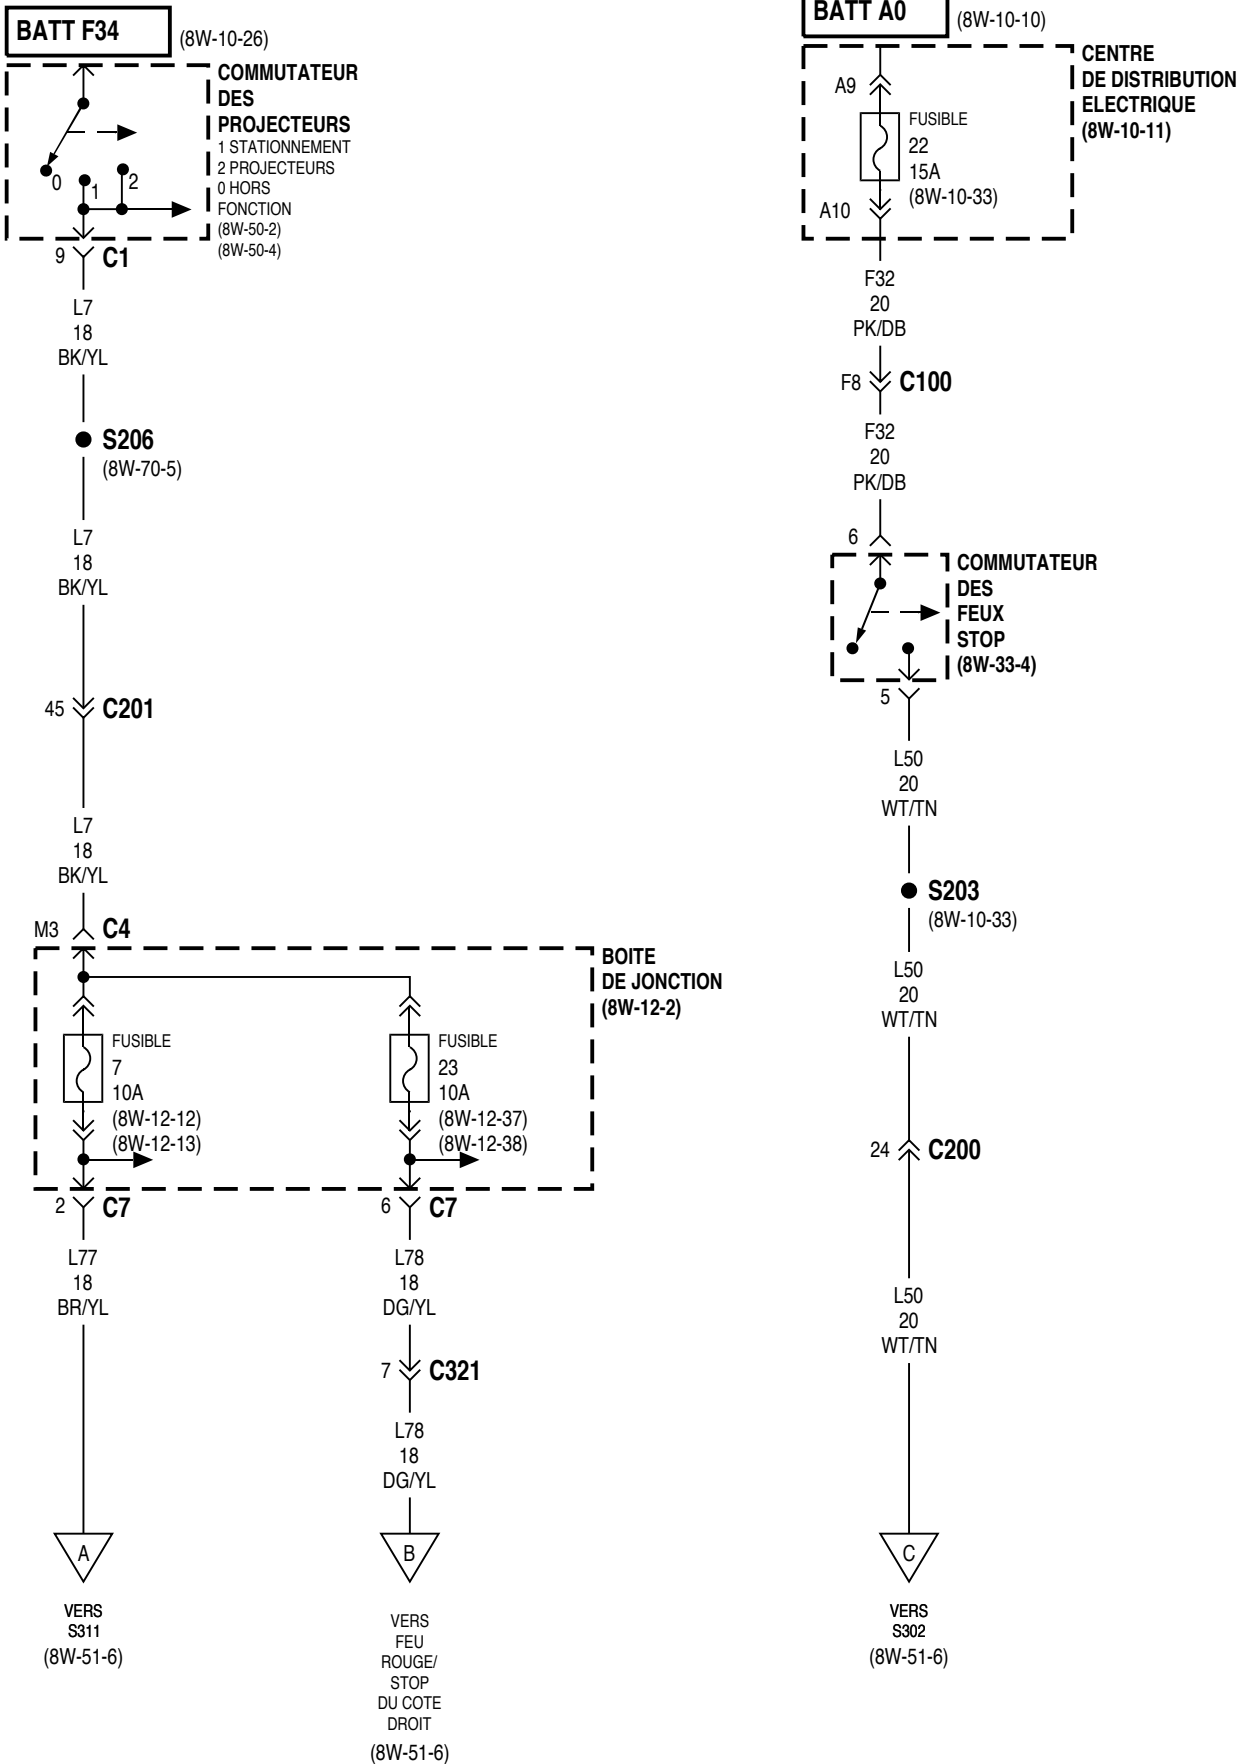 BATT F34
(8W-10-26)
COMMUTATEUR
DES
PROJECTEURS
1 STATIONNEMENT
2 PROJECTEURS
0 HORS
FONCTION
(8W-50-2)
(8W-50-4)
0
1
2
9
C1
L7
18
BK/YL
S206
(8W-70-5)
L7
18
BK/YL
45
C201
L7
18
BK/YL
M3
C4
BOITE
DE JONCTION
(8W-12-2)
FUSIBLE
7
10A
(8W-12-12)
(8W-12-13)
FUSIBLE
23
10A
(8W-12-37)
(8W-12-38)
2
C7
6
C7
L77
18
BR/YL
L78
18
DG/YL
7
C321
L78
18
DG/YL
A
VERS
S311
(8W-51-6)
B
VERS
FEU
ROUGE/
STOP
DU COTE
DROIT
(8W-51-6)
BATT A0
(8W-10-10)
CENTRE
DE DISTRIBUTION
ELECTRIQUE
(8W-10-11)
A9
FUSIBLE
22
15A
(8W-10-33)
A10
F32
20
PK/DB
F8
C100
F32
20
PK/DB
6
COMMUTATEUR
DES
FEUX
STOP
(8W-33-4)
5
L50
20
WT/TN
S203
(8W-10-33)
L50
20
WT/TN
24
C200
L50
20
WT/TN
C
VERS
S302
(8W-51-6)